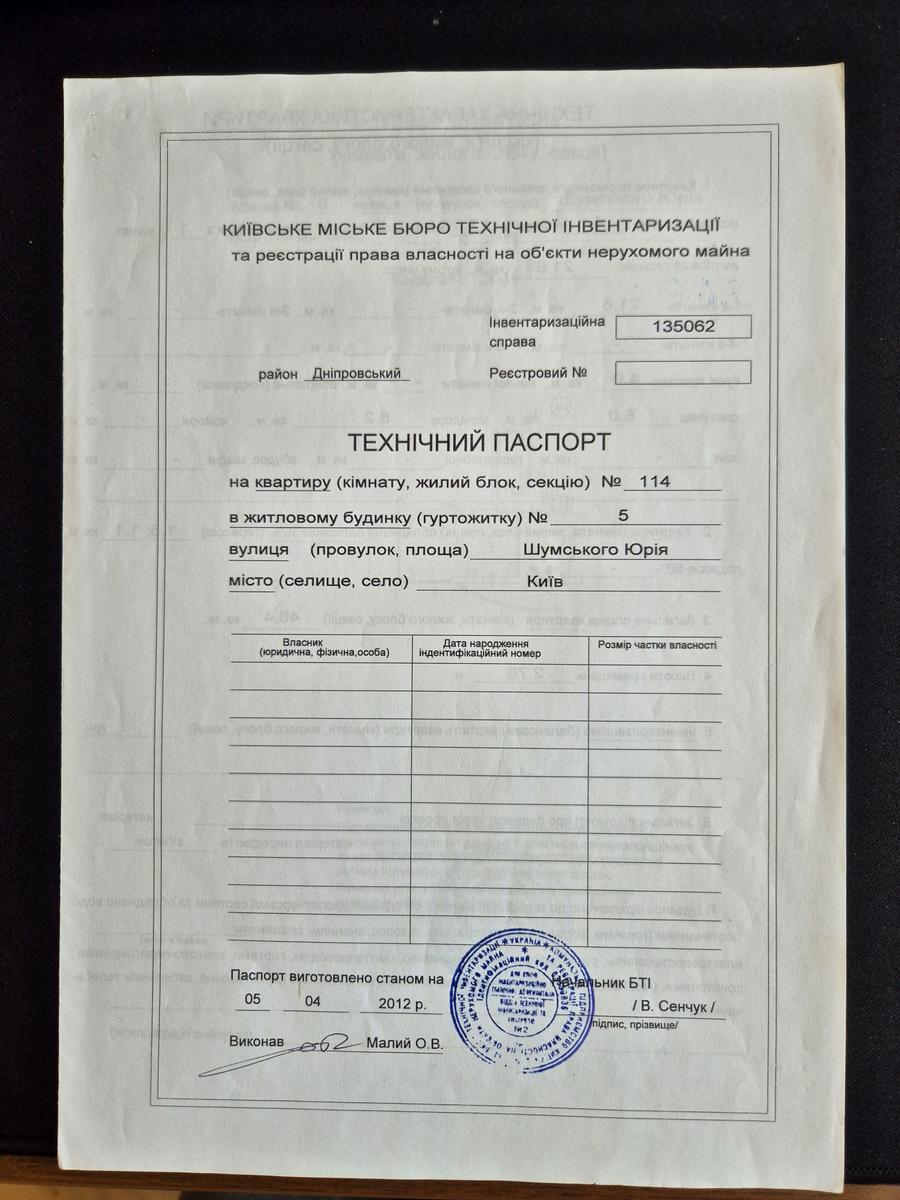 КИЇВСЬКЕ МІСЬКЕ БЮРО ТЕХНІЧНОЇ ІНВЕНТАРИЗАЦІЇ
та реєстрації права власності на об'єкти нерухомого майна
Інвентаризаційна справа 135062
район Дніпровський Реєстровий №
ТЕХНІЧНИЙ ПАСПОРТ
на квартиру (кімнату, жилий блок, секцію) № 114
в житловому будинку (гуртожитку) № 5
вулиця (провулок, площа) Шумського Юрія
місто (селище, село) Київ
Власник Дата народження Розмір частки власності
(юридична, фізична,особа) індентифікаційний номер
Паспорт виготовлено станом на Начальник БТІ
05 04 2012 р. / В. Сенчук /
підпис, прізвище/
Виконав Малий О.В.
УКРАЇНА
№2